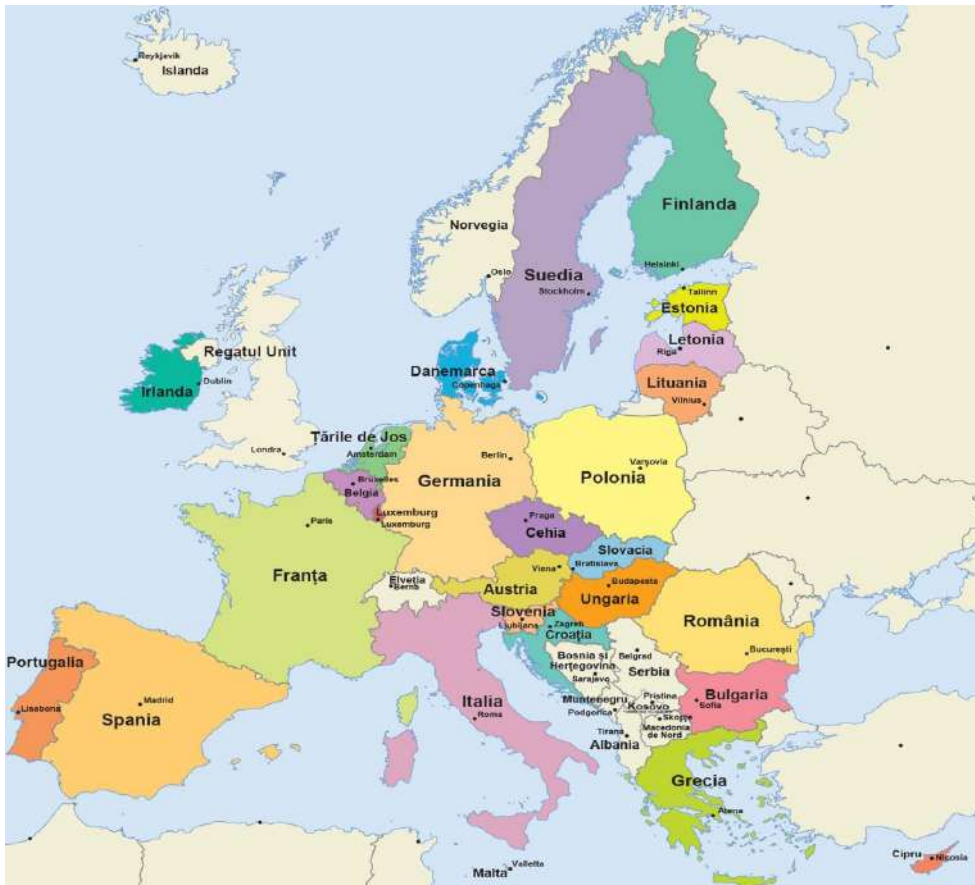 Reykjavik
Islanda
Norvegia
Oslo
Suedia
Stockholm
Finlanda
Helsinki
Tallinn
Estonia
Letonia
Riga
Lituania
Vilnius
Regatul Unit
Irlanda
Dublin
Londra
Danemarca
Copenhaga
Țările de Jos
Amsterdam
Bruxelles
Belgia
Luxemburg
Luxemburg
Germania
Berlin
Polonia
Varșovia
Praga
Cehia
Slovacia
Bratislava
Viena
Austria
Budapesta
Ungaria
Paris
Franța
Elveția
Berna
Slovenia
Ljubljana
Zagreb
Croația
România
București
Bosnia și
Herțegovina
Sarajevo
Belgrad
Serbia
Muntenegru
Podgorica
Pristina
Kosovo
Skopje
Macedonia
de Nord
Tirana
Albania
Bulgaria
Sofia
Portugalia
Lisabona
Madrid
Spania
Italia
Roma
Grecia
Atena
Malta
Valletta
Cipru
Nicosia